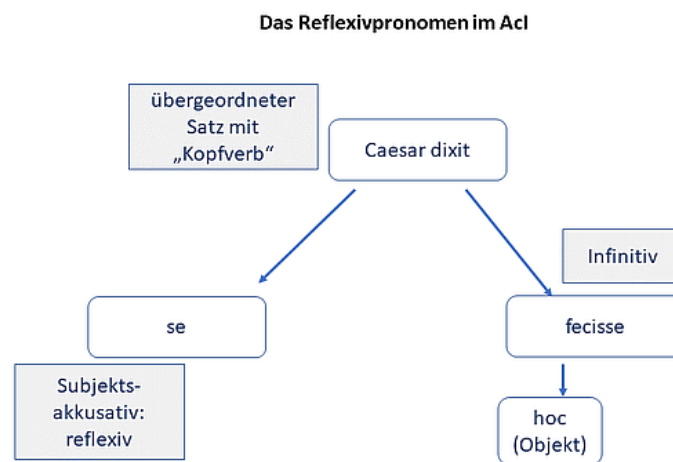 Das Reflexivpronomen im AcI
übergeordneter
Satz mit
„Kopfverb“
Caesar dixit
Infinitiv
se
fecisse
Subjekts-
akkusativ:
reflexiv
hoc
(Objekt)